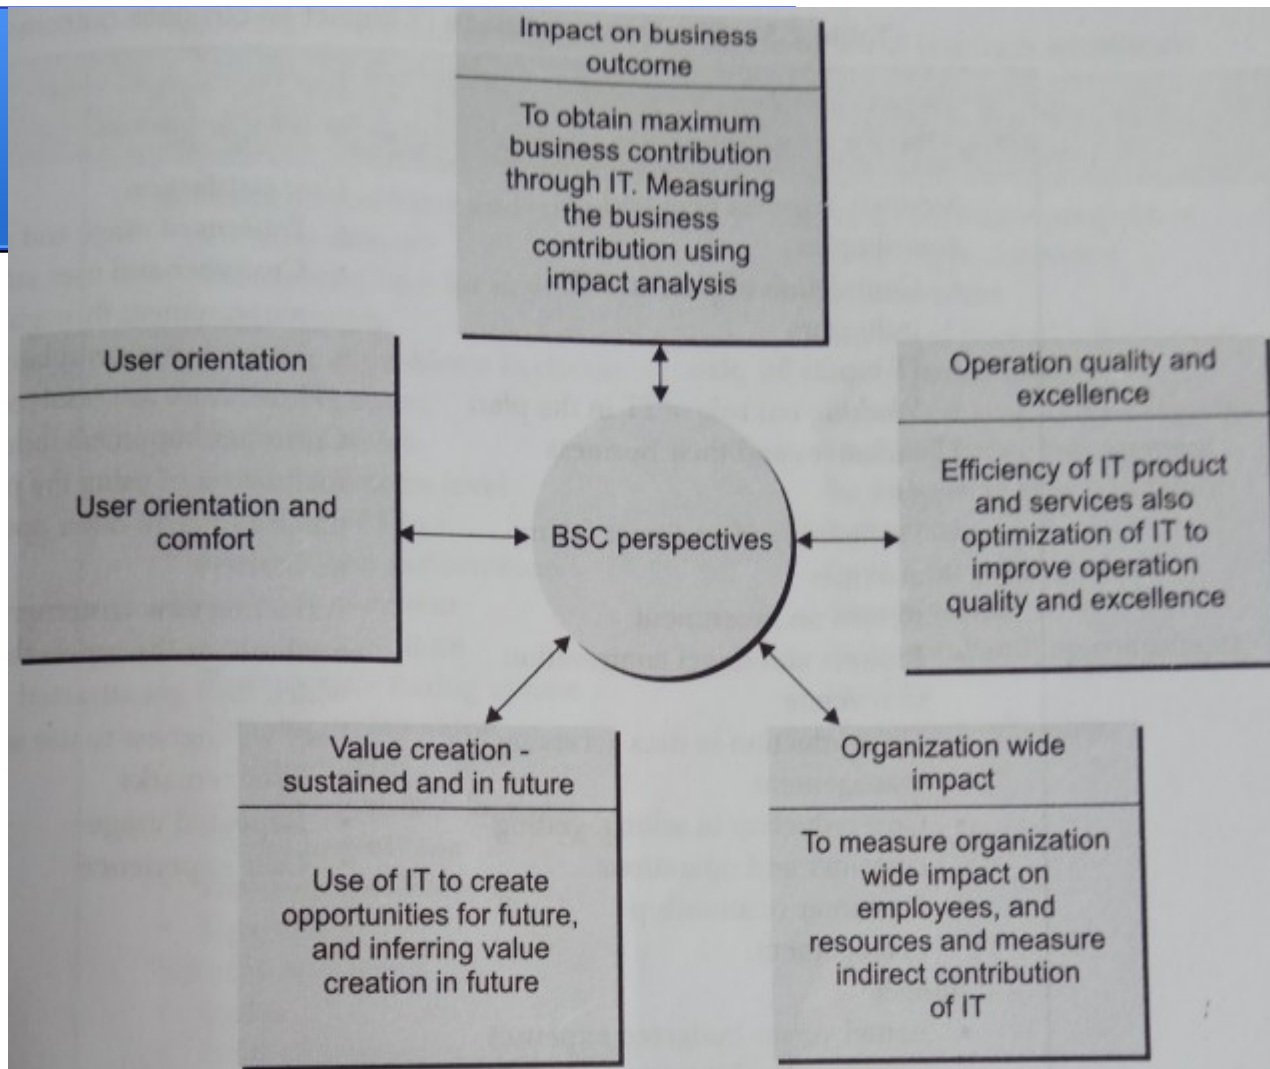 Impact on business
outcome
To obtain maximum
business contribution
through IT. Measuring
the business
contribution using
impact analysis
User orientation
User orientation and
comfort
BSC perspectives
Operation quality and
excellence
Efficiency of IT product
and services also
optimization of IT to
improve operation
quality and excellence
Value creation -
sustained and in future
Use of IT to create
opportunities for future,
and inferring value
creation in future
Organization wide
impact
To measure organization
wide impact on
employees, and
resources and measure
indirect contribution
of IT